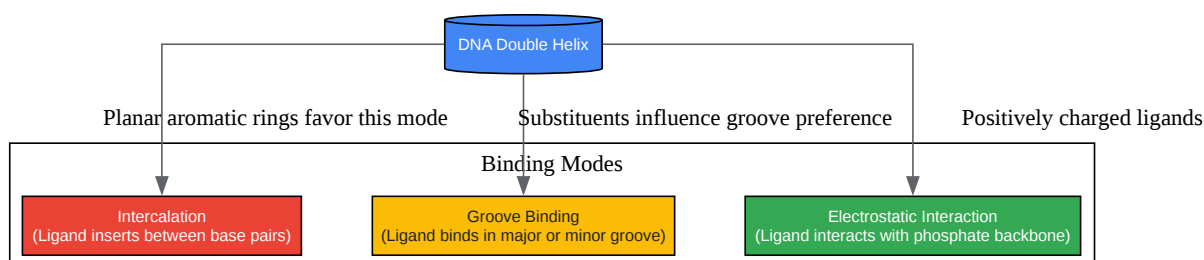 DNA Double Helix
Planar aromatic rings favor this mode
Substituents influence groove preference
Positively charged ligands
Binding Modes
Intercalation
(Ligand inserts between base pairs)
Groove Binding
(Ligand binds in major or minor groove)
Electrostatic Interaction
(Ligand interacts with phosphate backbone)